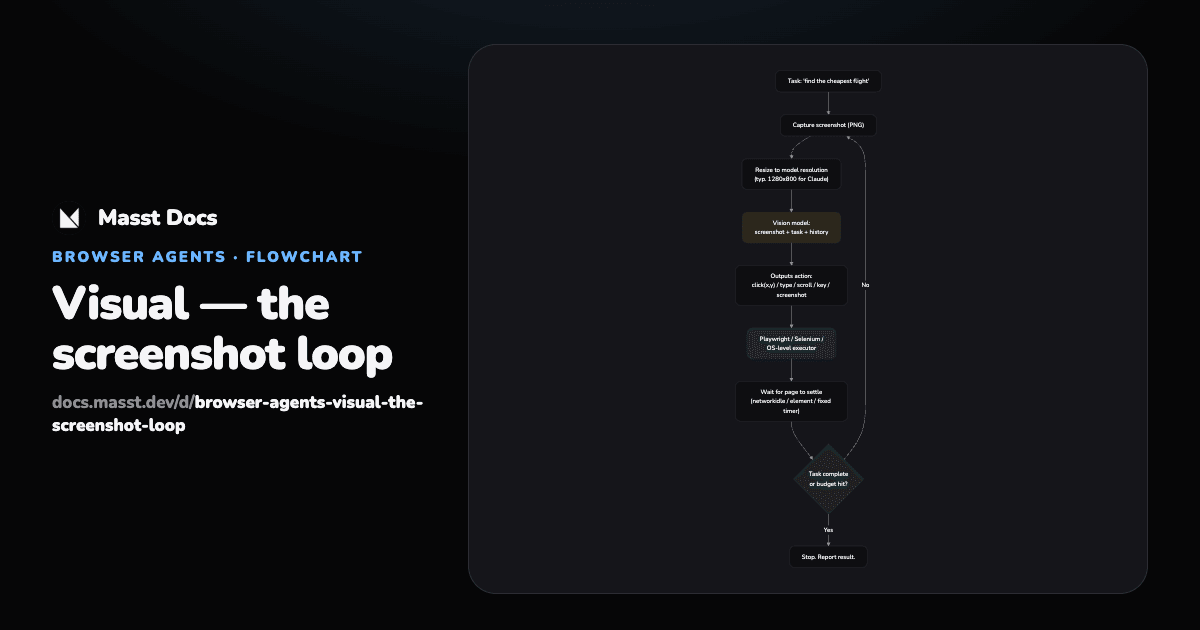 Masst Docs
BROWSER AGENTS · FLOWCHART
Visual — the
screenshot loop
docs.masst.dev/d/browser-agents-visual-the-
screenshot-loop
Task: 'find the cheapest flight'
Capture screenshot (PNG)
Resize to model resolution
(typ. 1280x800 for Claude)
Vision model:
screenshot + task + history
Outputs action:
click(x,y) / type / scroll / key /
screenshot
No
Playwright / Selenium /
OS-level executor
Wait for page to settle
(networkidle / element / fixed
timer)
Task complete
or budget hit?
Yes
Stop. Report result.